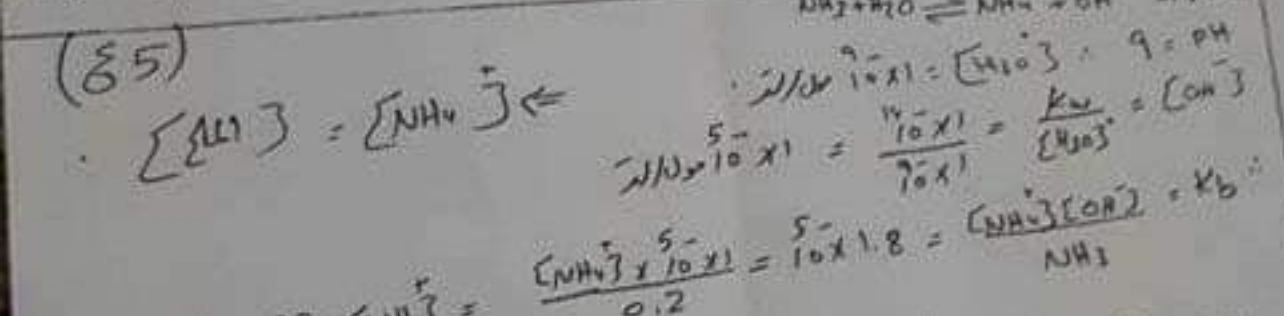 NH3 + H2O ⇌ NH4 + OH
(85)
9 = PH ∴ [H3O+] = 1×10-9 مول/لتر.
⇐ [NH4+] = [الملح] .
[OH-] = Kw / [H3O+] = 1×10-14 / 1×10-9 = 1×10-5 مول/لتر
∴ Kb = [NH4+][OH-] / NH3 = 1.8×10-5 = [NH4+] × 1×10-5 / 0.2